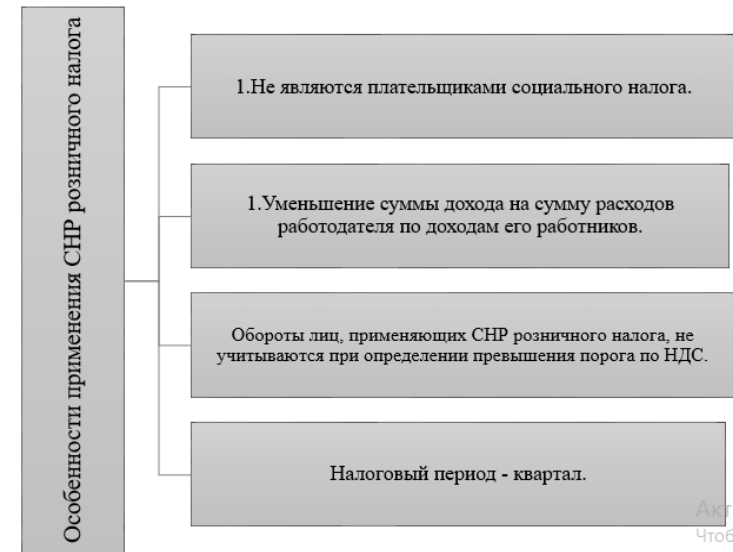 Особенности применения СНР розничного налога
1.Не являются плательщиками социального налога.
1.Уменьшение суммы дохода на сумму расходов
работодателя по доходам его работников.
Обороты лиц, применяющих СНР розничного налога, не
учитываются при определении превышения порога по НДС.
Налоговый период - квартал.